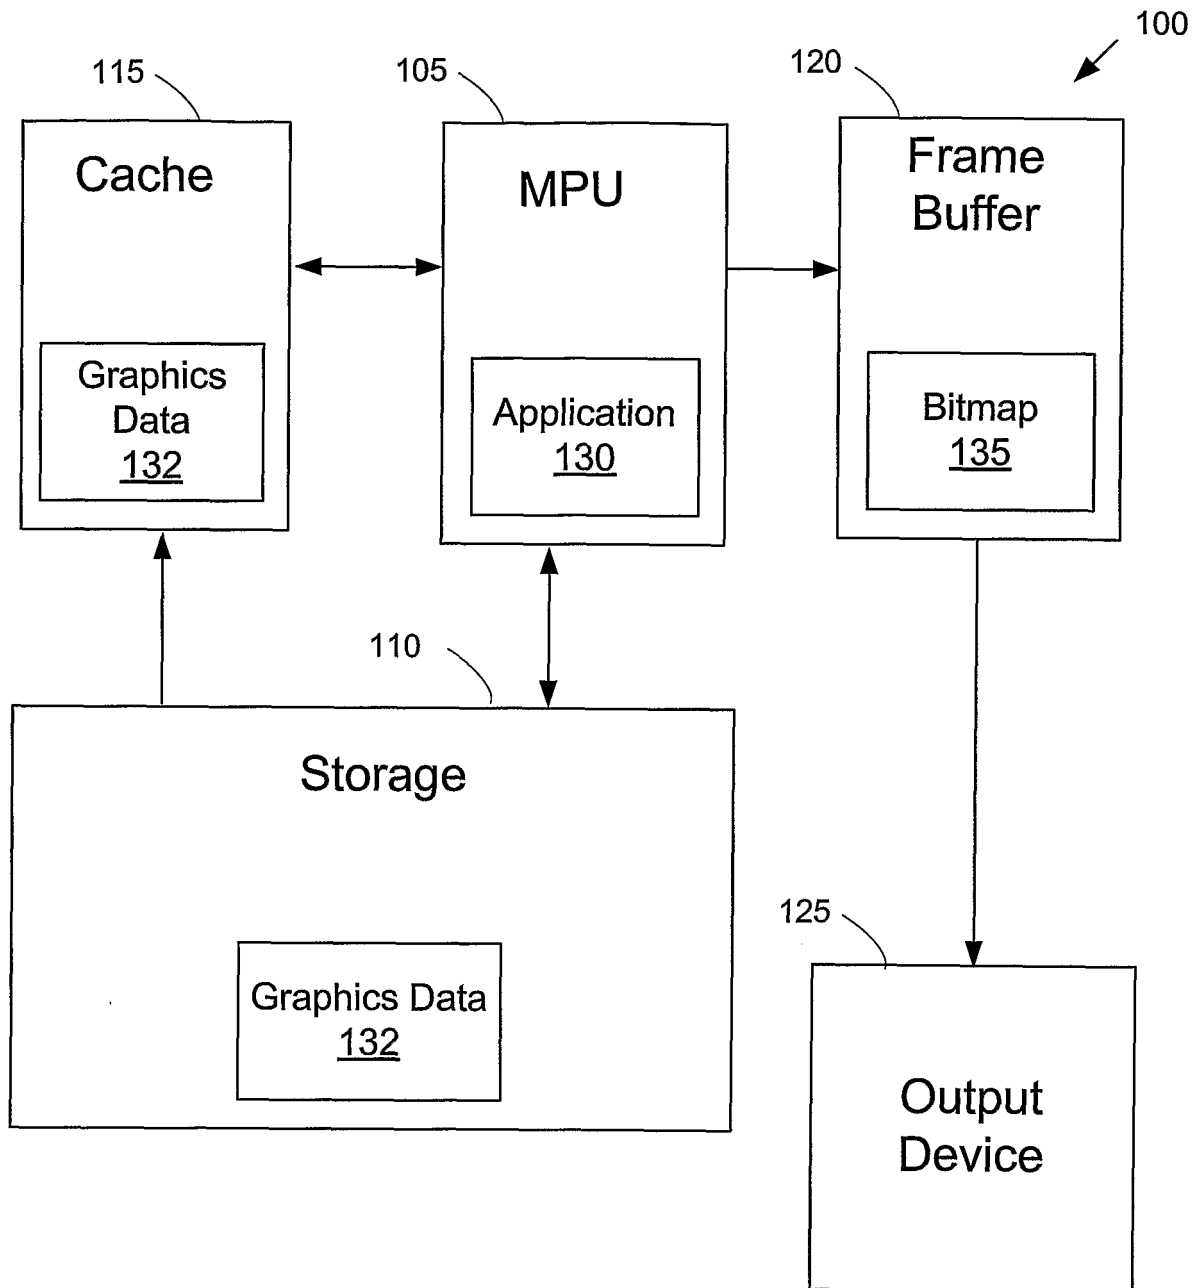 100
115
105
120
Cache
MPU
Frame
Buffer
Graphics
Data
132
Application
130
Bitmap
135
110
Storage
Graphics Data
132
125
Output
Device